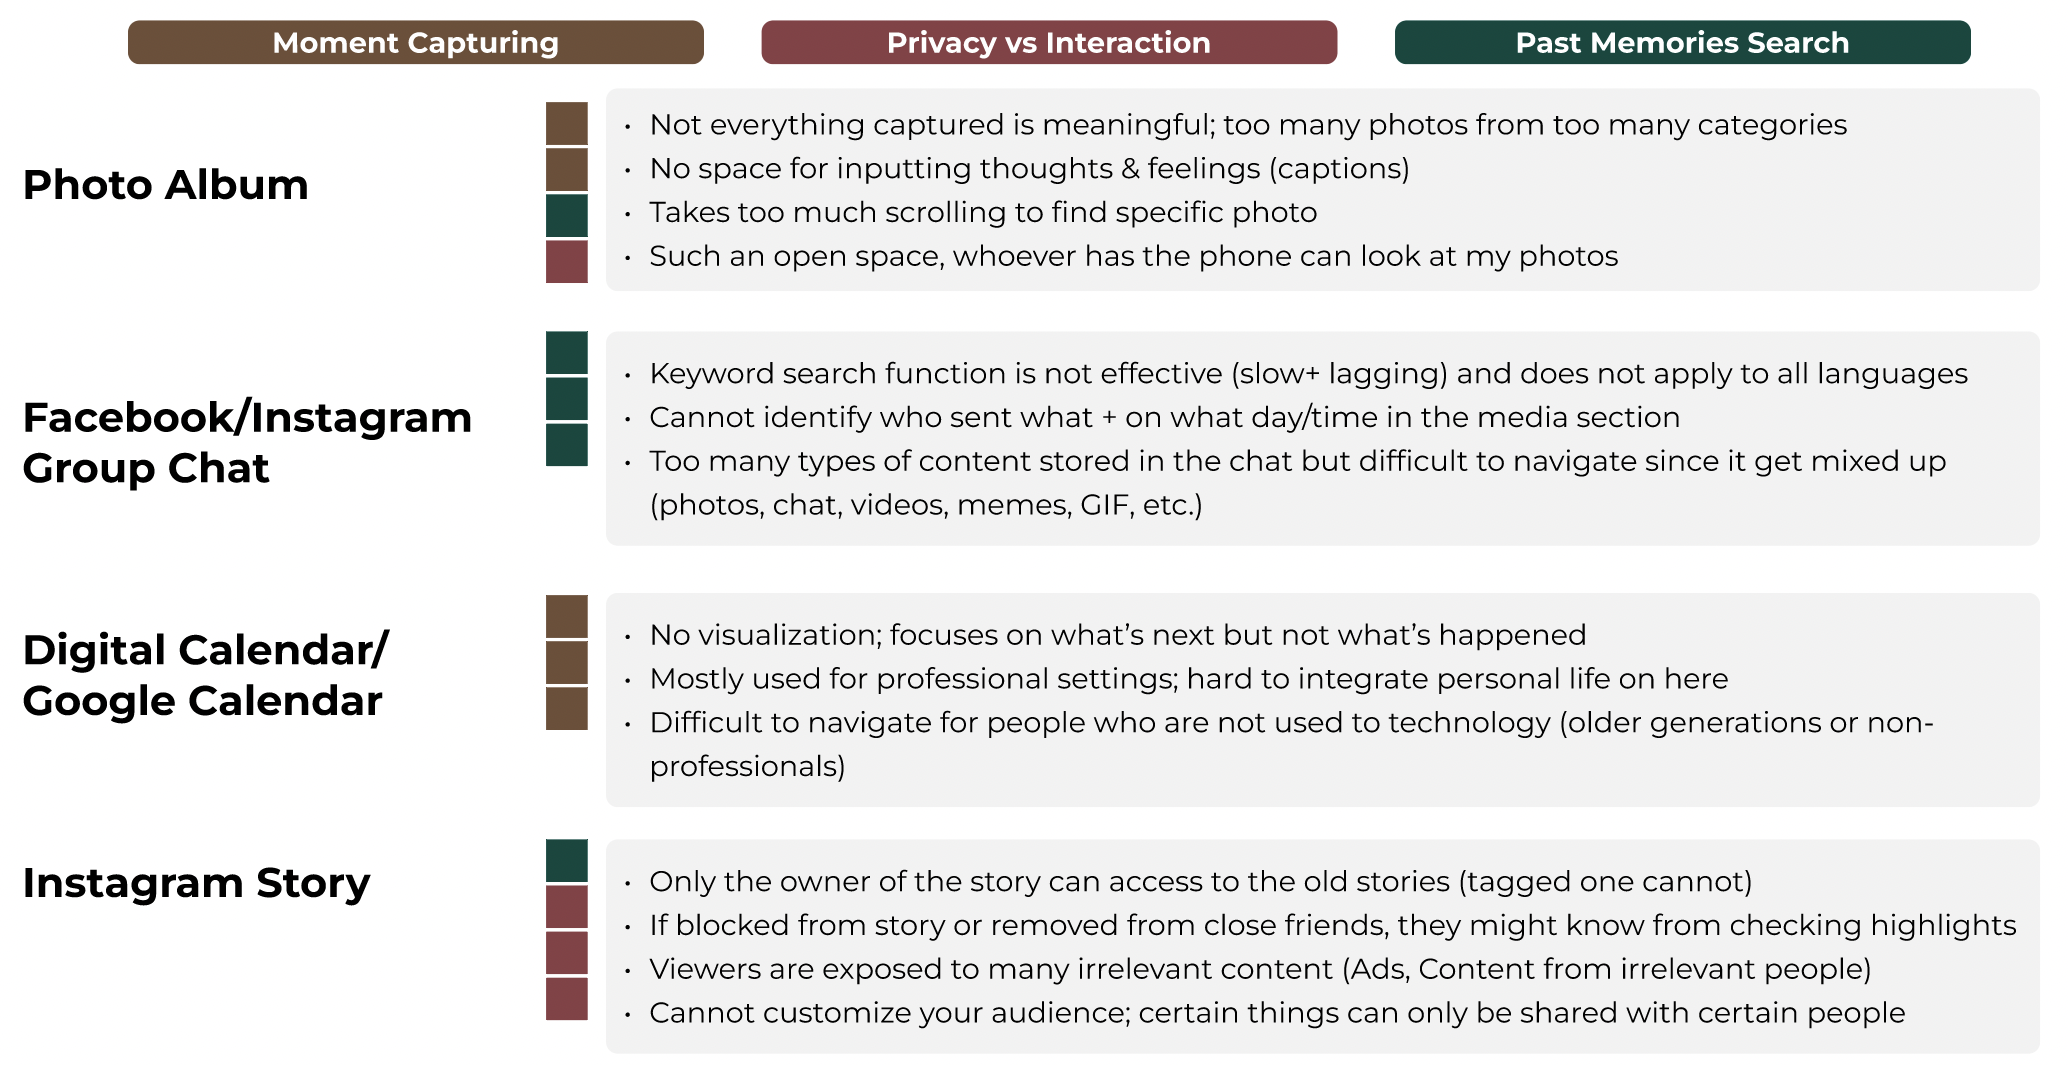 Moment Capturing
Privacy vs Interaction
Past Memories Search
Photo Album
• Not everything captured is meaningful; too many photos from too many categories
• No space for inputting thoughts & feelings (captions)
• Takes too much scrolling to find specific photo
• Such an open space, whoever has the phone can look at my photos
Facebook/Instagram
Group Chat
• Keyword search function is not effective (slow+ lagging) and does not apply to all languages
• Cannot identify who sent what + on what day/time in the media section
• Too many types of content stored in the chat but difficult to navigate since it get mixed up
(photos, chat, videos, memes, GIF, etc.)
Digital Calendar/
Google Calendar
• No visualization; focuses on what’s next but not what’s happened
• Mostly used for professional settings; hard to integrate personal life on here
• Difficult to navigate for people who are not used to technology (older generations or non-
professionals)
Instagram Story
• Only the owner of the story can access to the old stories (tagged one cannot)
• If blocked from story or removed from close friends, they might know from checking highlights
• Viewers are exposed to many irrelevant content (Ads, Content from irrelevant people)
• Cannot customize your audience; certain things can only be shared with certain people